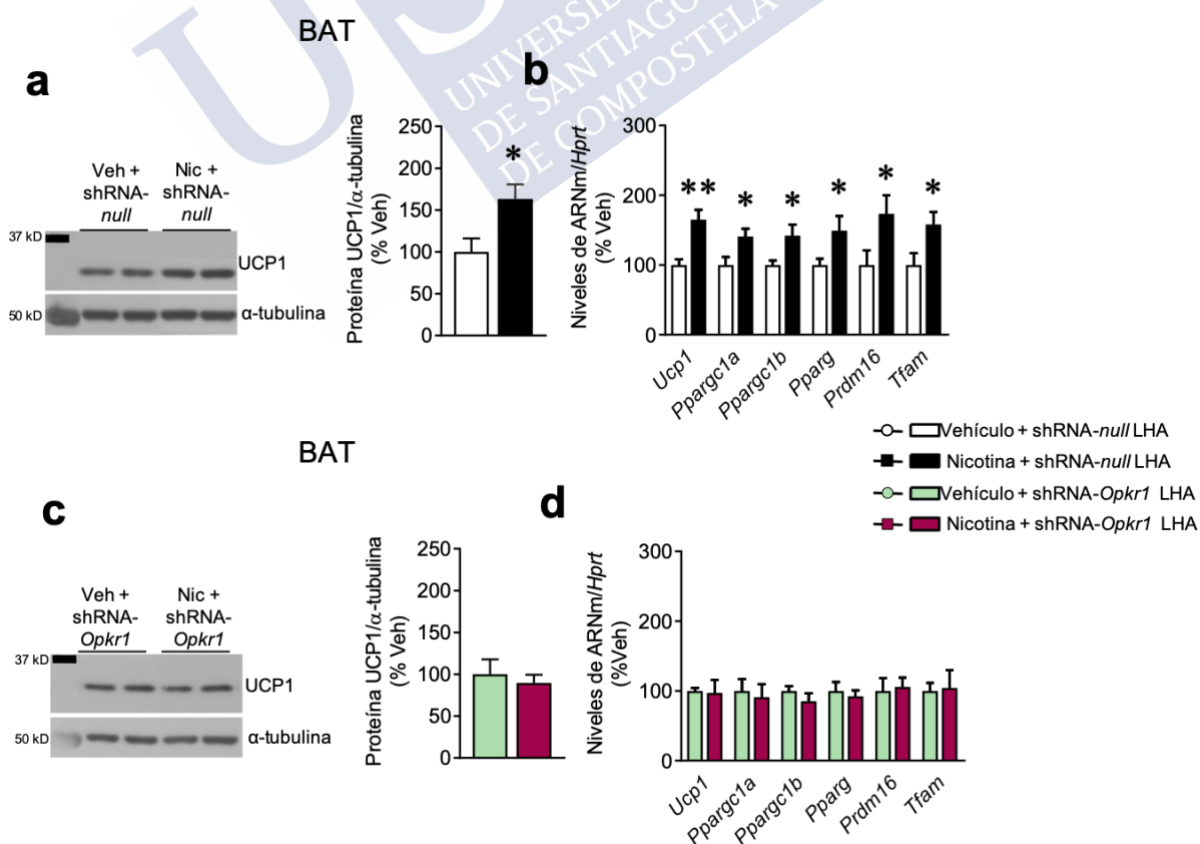 UNIVERSI
DE SANTIAGO
DE COMPOSTELA
BAT
a
Veh +
shRNA-
null
Nic +
shRNA-
null
37 kD
UCP1
50 kD
α-tubulina
Proteína UCP1/α-tubulina
(% Veh)
250
200
150
100
50
0
*
b
Niveles de ARNm/Hprt
(% Veh)
300
200
100
0
**
*
*
*
*
*
Ucp1
Ppargc1a
Ppargc1b
Pparg
Prdm16
Tfam
Vehículo + shRNA-null LHA
Nicotina + shRNA-null LHA
Vehículo + shRNA-Opkr1 LHA
Nicotina + shRNA-Opkr1 LHA
BAT
c
Veh +
shRNA-
Opkr1
Nic +
shRNA-
Opkr1
37 kD
UCP1
50 kD
α-tubulina
Proteína UCP1/α-tubulina
(% Veh)
250
200
150
100
50
0
d
Niveles de ARNm/Hprt
(%Veh)
300
200
100
0
Ucp1
Ppargc1a
Ppargc1b
Pparg
Prdm16
Tfam